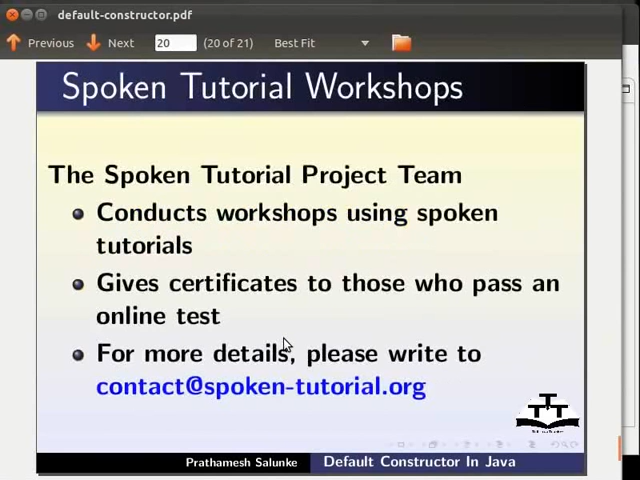 default-constructor.pdf
Previous Next 20 (20 of 21) Best Fit
Spoken Tutorial Workshops
The Spoken Tutorial Project Team
Conducts workshops using spoken
tutorials
Gives certificates to those who pass an
online test
For more details, please write to
contact@spoken-tutorial.org
Prathamesh Salunke Default Constructor In Java